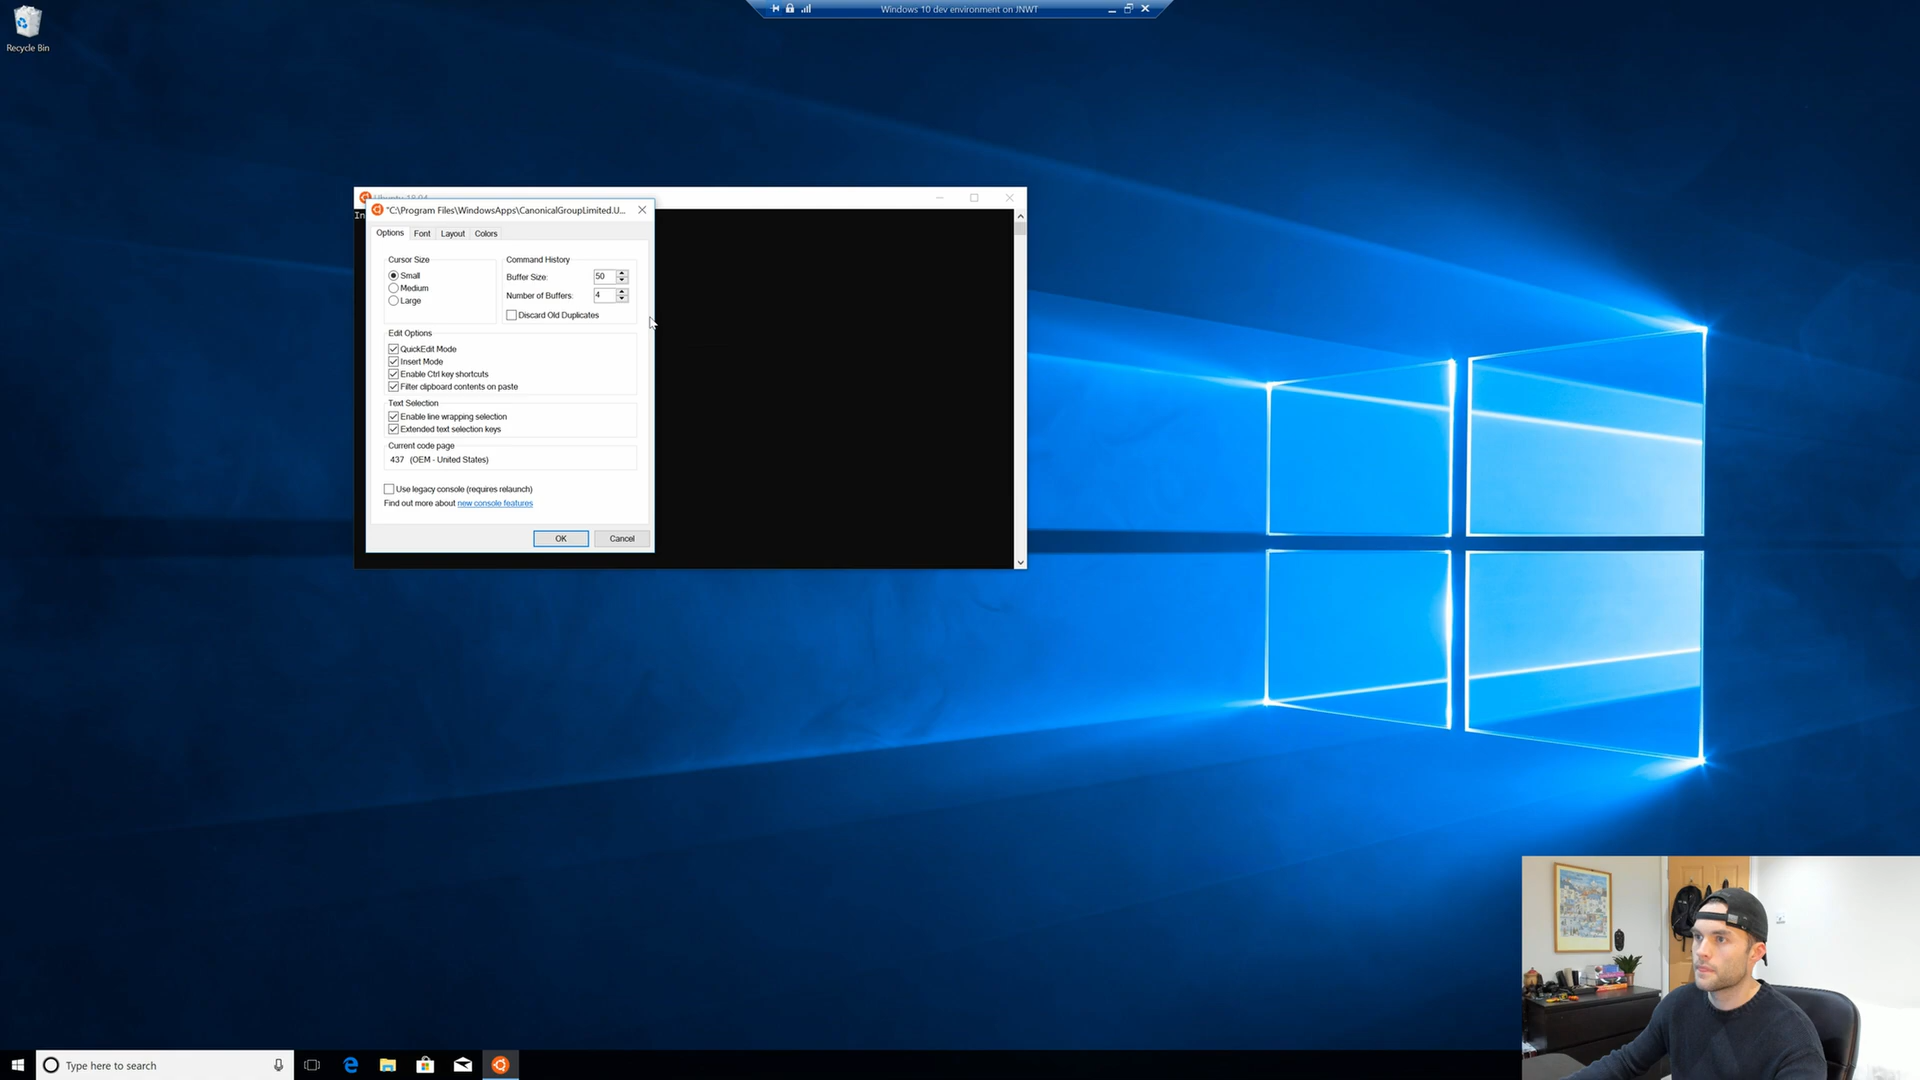 Windows 10 dev environment on JNWT
Recycle Bin
Ubuntu 18.04
In
"C:\Program Files\WindowsApps\CanonicalGroupLimited.U...
Options Font Layout Colors
Cursor Size
Small
Medium
Large
Command History
Buffer Size: 50
Number of Buffers: 4
Discard Old Duplicates
Edit Options
QuickEdit Mode
Insert Mode
Enable Ctrl key shortcuts
Filter clipboard contents on paste
Text Selection
Enable line wrapping selection
Extended text selection keys
Current code page
437 (OEM - United States)
Use legacy console (requires relaunch)
Find out more about new console features
OK Cancel
Type here to search